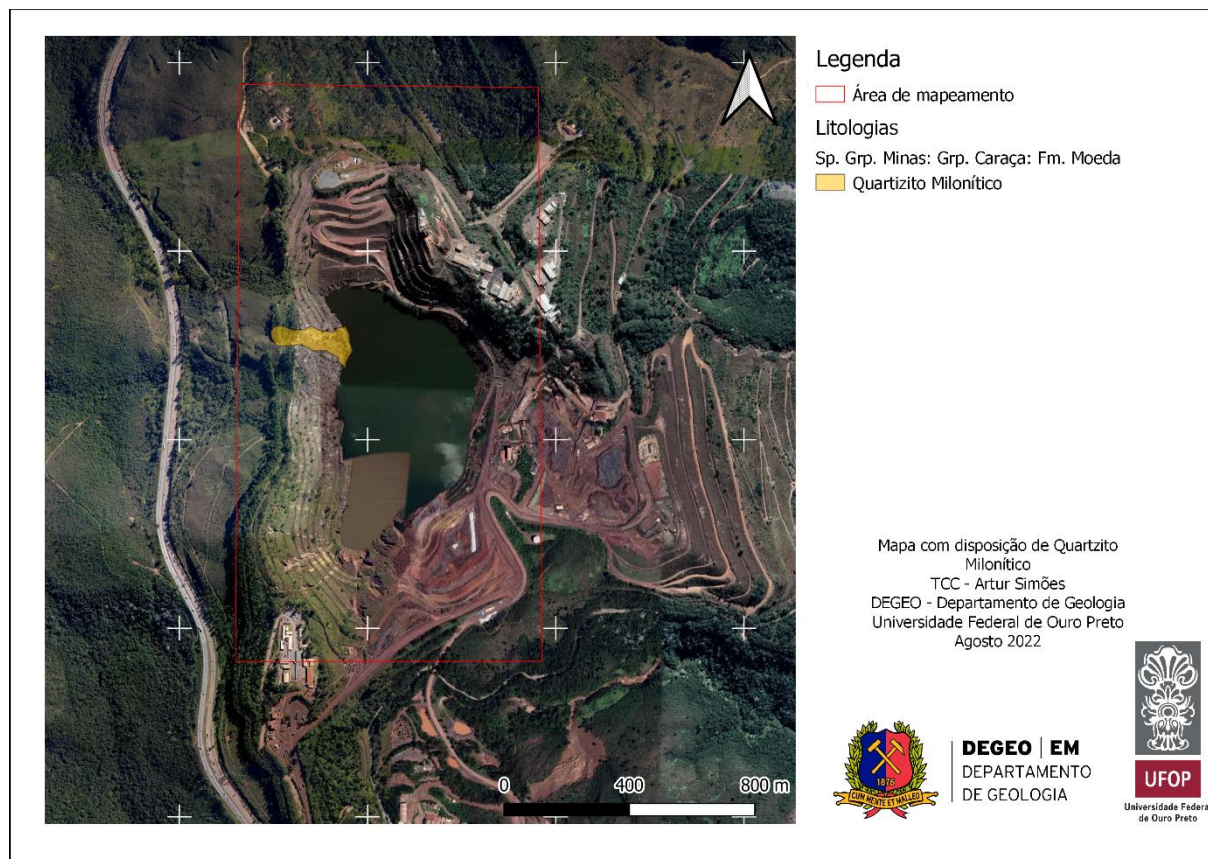 Legenda
Área de mapeamento
Litologias
Sp. Grp. Minas: Grp. Caraça: Fm. Moeda
Quartizito Milonítico
Mapa com disposição de Quartzito
Milonítico
TCC - Artur Simões
DEGEO - Departamento de Geologia
Universidade Federal de Ouro Preto
Agosto 2022
0 400 800 m
1876
CUM MENTE ET MALLEO
DEGEO | EM
DEPARTAMENTO
DE GEOLOGIA
UFOP
Universidade Federa
de Ouro Preto